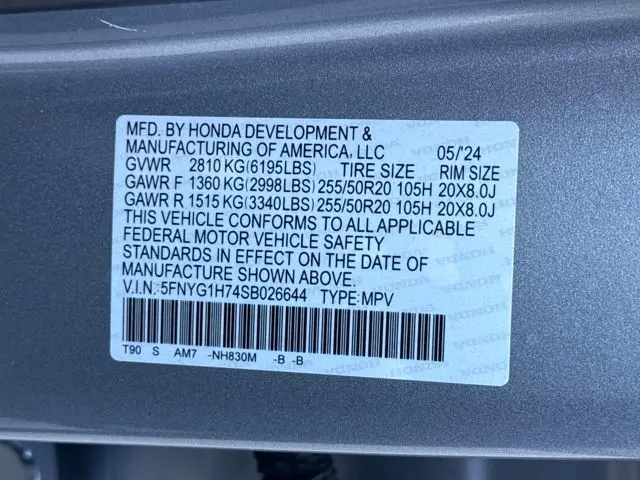 MFD. BY HONDA DEVELOPMENT &
MANUFACTURING OF AMERICA, LLC 05/'24
GVWR 2810 KG(6195LBS) TIRE SIZE RIM SIZE
GAWR F 1360 KG(2998LBS) 255/50R20 105H 20X8.0J
GAWR R 1515 KG(3340LBS) 255/50R20 105H 20X8.0J
THIS VEHICLE CONFORMS TO ALL APPLICABLE
FEDERAL MOTOR VEHICLE SAFETY
STANDARDS IN EFFECT ON THE DATE OF
MANUFACTURE SHOWN ABOVE.
V.I.N.:5FNYG1H74SB026644 TYPE:MPV
T90 S AM7 -NH830M -B -B